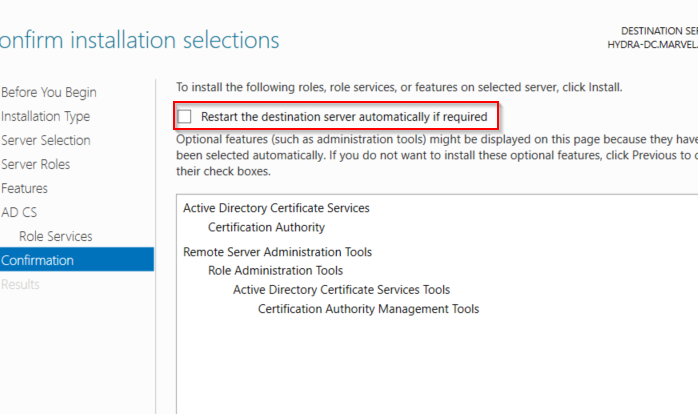 onfirm installation selections
DESTINATION SER
HYDRA-DC.MARVEL.
Before You Begin
Installation Type
Server Selection
Server Roles
Features
AD CS
Role Services
Confirmation
Results
To install the following roles, role services, or features on selected server, click Install.
Restart the destination server automatically if required
Optional features (such as administration tools) might be displayed on this page because they have
been selected automatically. If you do not want to install these optional features, click Previous to c
their check boxes.
Active Directory Certificate Services
Certification Authority
Remote Server Administration Tools
Role Administration Tools
Active Directory Certificate Services Tools
Certification Authority Management Tools